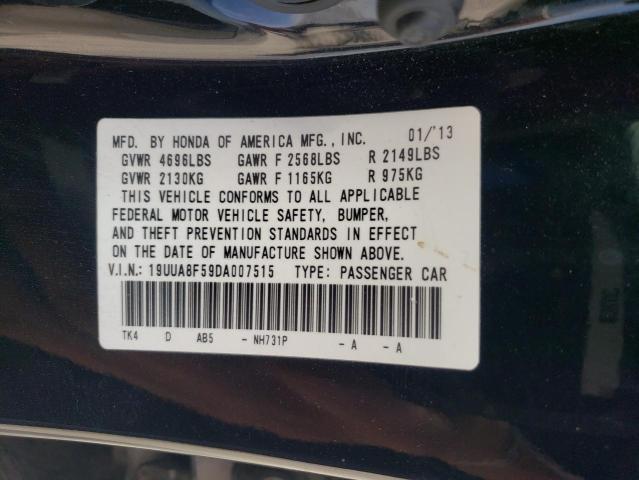 MFD. BY HONDA OF AMERICA MFG., INC. 01/'13
GVWR 4696LBS GAWR F 2568LBS R 2149LBS
GVWR 2130KG GAWR F 1165KG R 975KG
THIS VEHICLE CONFORMS TO ALL APPLICABLE
FEDERAL MOTOR VEHICLE SAFETY, BUMPER,
AND THEFT PREVENTION STANDARDS IN EFFECT
ON THE DATE OF MANUFACTURE SHOWN ABOVE.
V.I.N.: 19UUA8F59DA007515 TYPE: PASSENGER CAR
TK4 D AB5 - NH731P - A - A